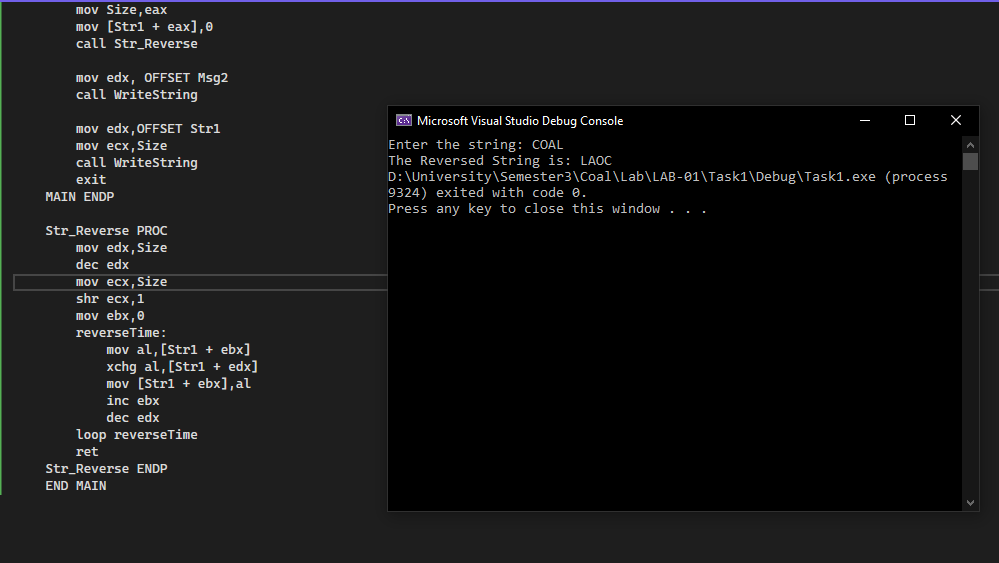 mov Size,eax
mov [Str1 + eax],0
call Str_Reverse
mov edx, OFFSET Msg2
call WriteString
mov edx,OFFSET Str1
mov ecx,Size
call WriteString
exit
MAIN ENDP
Str_Reverse PROC
mov edx,Size
dec edx
mov ecx,Size
shr ecx,1
mov ebx,0
reverseTime:
mov al,[Str1 + ebx]
xchg al,[Str1 + edx]
mov [Str1 + ebx],al
inc ebx
dec edx
loop reverseTime
ret
Str_Reverse ENDP
END MAIN
C:\ Microsoft Visual Studio Debug Console
Enter the string: COAL
The Reversed String is: LAOC
D:\University\Semester3\Coal\Lab\LAB-01\Task1\Debug\Task1.exe (process
9324) exited with code 0.
Press any key to close this window . . .